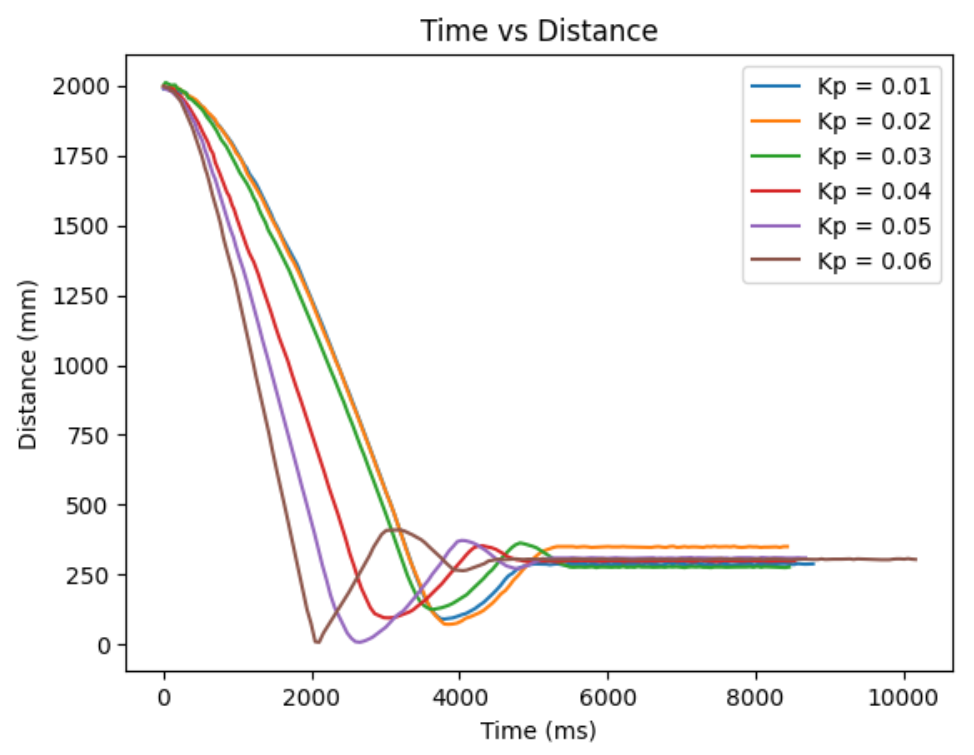 Time vs Distance
Kp = 0.01
Kp = 0.02
Kp = 0.03
Kp = 0.04
Kp = 0.05
Kp = 0.06
Distance (mm)
2000
1750
1500
1250
1000
750
500
250
0
0 2000 4000 6000 8000 10000
Time (ms)